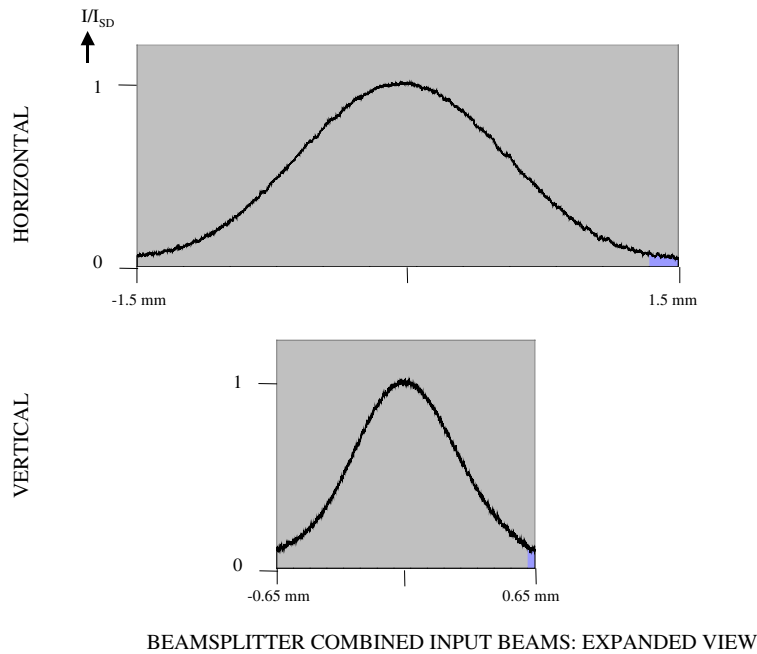 I/I_SD
1
HORIZONTAL
0
-1.5 mm
1.5 mm
1
VERTICAL
0
-0.65 mm
0.65 mm
BEAMSPLITTER COMBINED INPUT BEAMS: EXPANDED VIEW